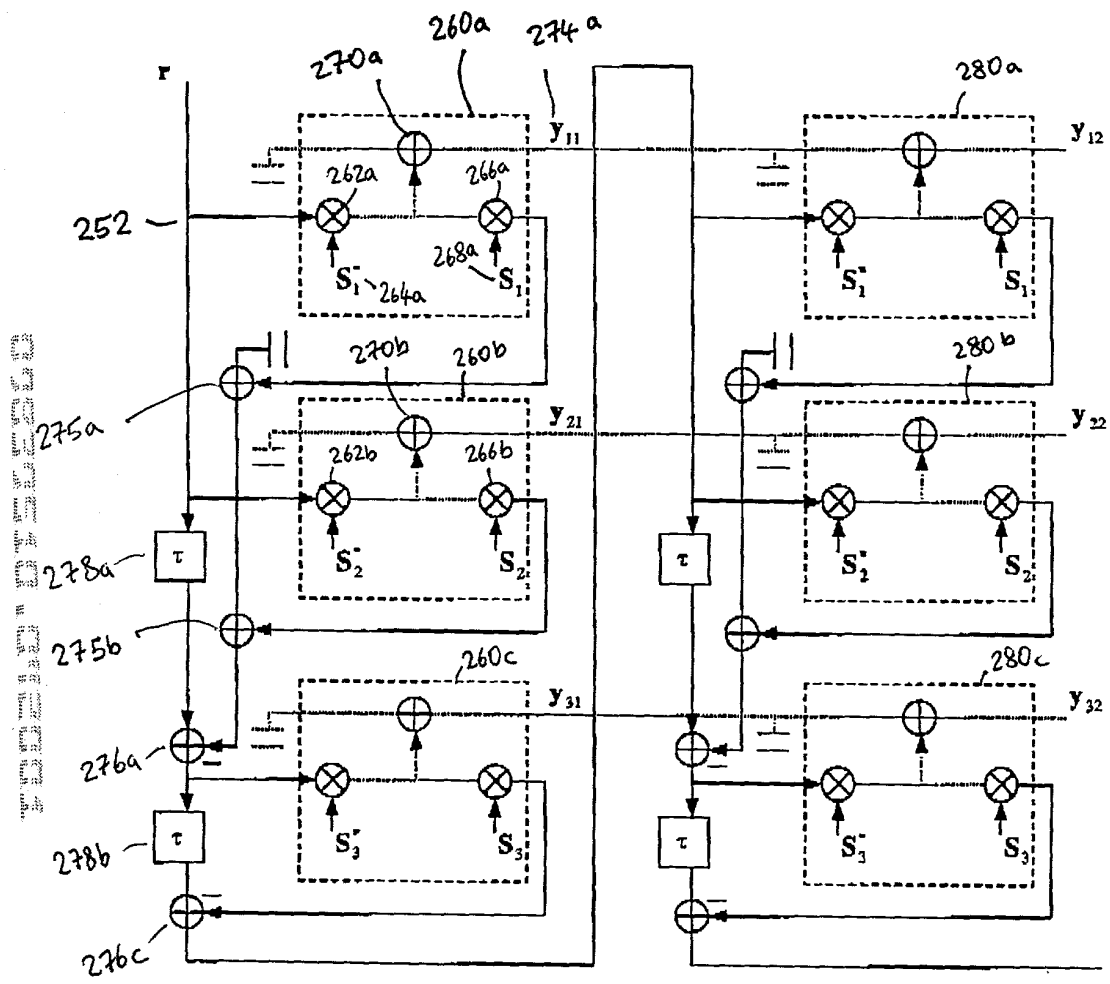 260a 274a
270a 280a
r
y11 y12
262a 266a
252
268a
S1* 264a S1 S1* S1
270b 260b 280b
275a
y21 y22
262b 266b
τ τ
278a
S2* S2 S2* S2
275b
260c 280c
y31 y32
276a
− −
τ τ
S3* S3 S3* S3
278b
− −
276c